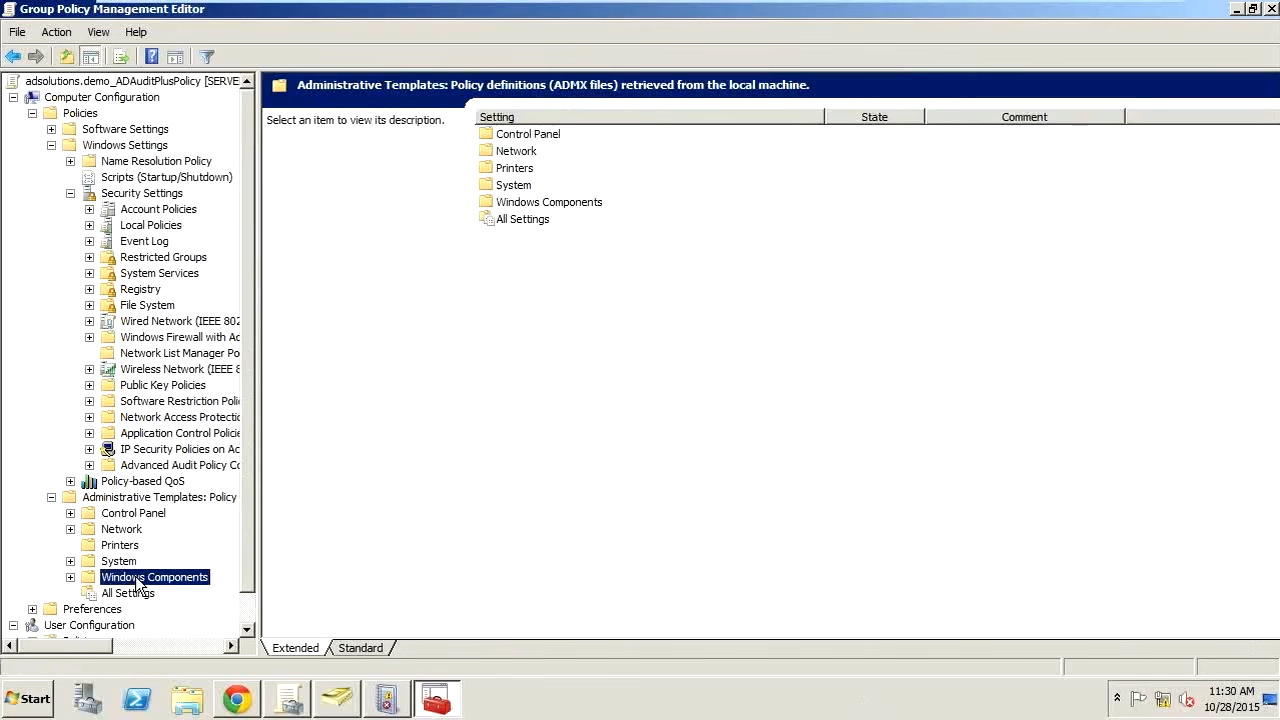 Group Policy Management Editor
File Action View Help
adsolutions.demo_ADAuditPlusPolicy [SERVE
Computer Configuration
Policies
Software Settings
Windows Settings
Name Resolution Policy
Scripts (Startup/Shutdown)
Security Settings
Account Policies
Local Policies
Event Log
Restricted Groups
System Services
Registry
File System
Wired Network (IEEE 802
Windows Firewall with Ad
Network List Manager Po
Wireless Network (IEEE 8
Public Key Policies
Software Restriction Poli
Network Access Protectio
Application Control Policie
IP Security Policies on Ac
Advanced Audit Policy Co
Policy-based QoS
Administrative Templates: Policy
Control Panel
Network
Printers
System
Windows Components
All Settings
Preferences
User Configuration
Administrative Templates: Policy definitions (ADMX files) retrieved from the local machine.
Select an item to view its description.
Setting State Comment
Control Panel
Network
Printers
System
Windows Components
All Settings
Extended Standard
Start
11:30 AM
10/28/2015